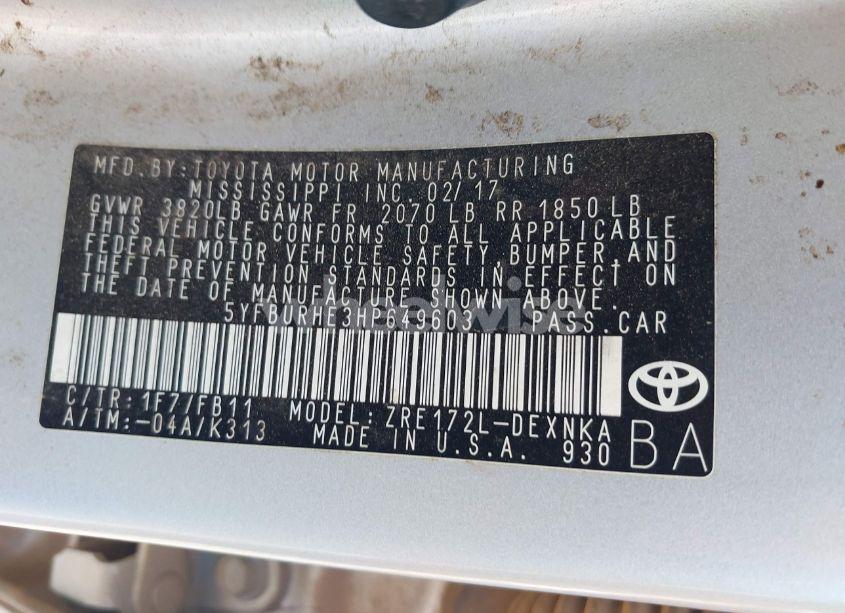 MFD.BY:TOYOTA MOTOR MANUFACTURING
MISSISSIPPI INC. 02/17
GVWR 3820LB GAWR FR 2070 LB RR 1850 LB
THIS VEHICLE CONFORMS TO ALL APPLICABLE
FEDERAL MOTOR VEHICLE SAFETY,BUMPER,AND
THEFT PREVENTION STANDARDS IN EFFECT ON
THE DATE OF MANUFACTURE SHOWN ABOVE.
5YFBURHE3HP649603 PASS.CAR
C/TR:1F7/FB11 MODEL:ZRE172L-DEXNKA
A/TM:-04A/K313 MADE IN U.S.A. 930
BA